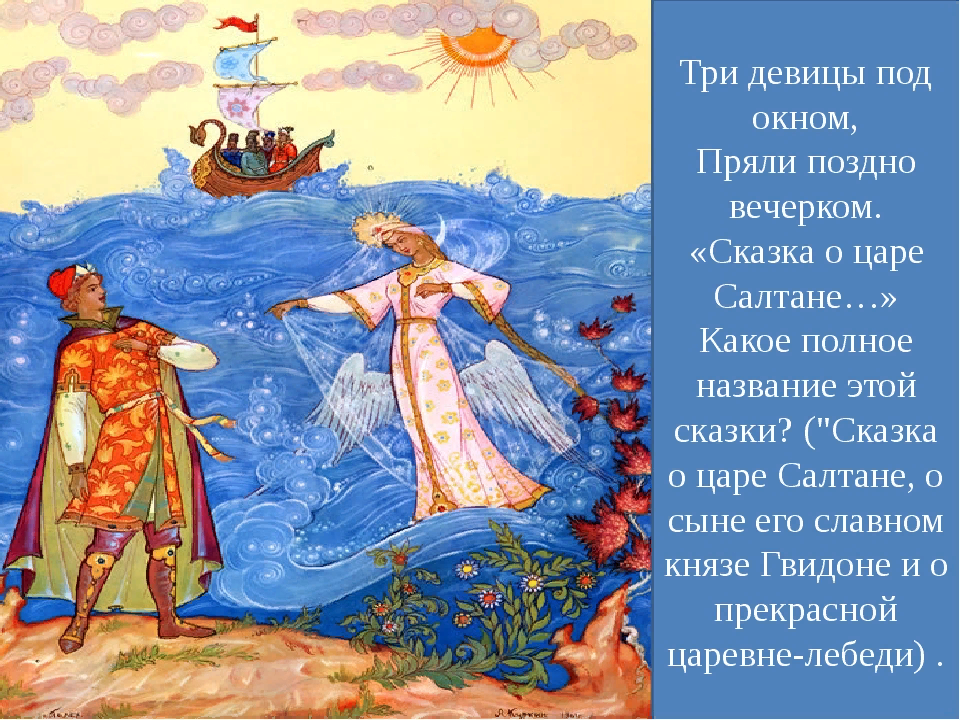 Три девицы под
окном,
Пряли поздно
вечерком.
«Сказка о царе
Салтане…»
Какое полное
название этой
сказки? ("Сказка
о царе Салтане, о
сыне его славном
князе Гвидоне и о
прекрасной
царевне-лебеди) .